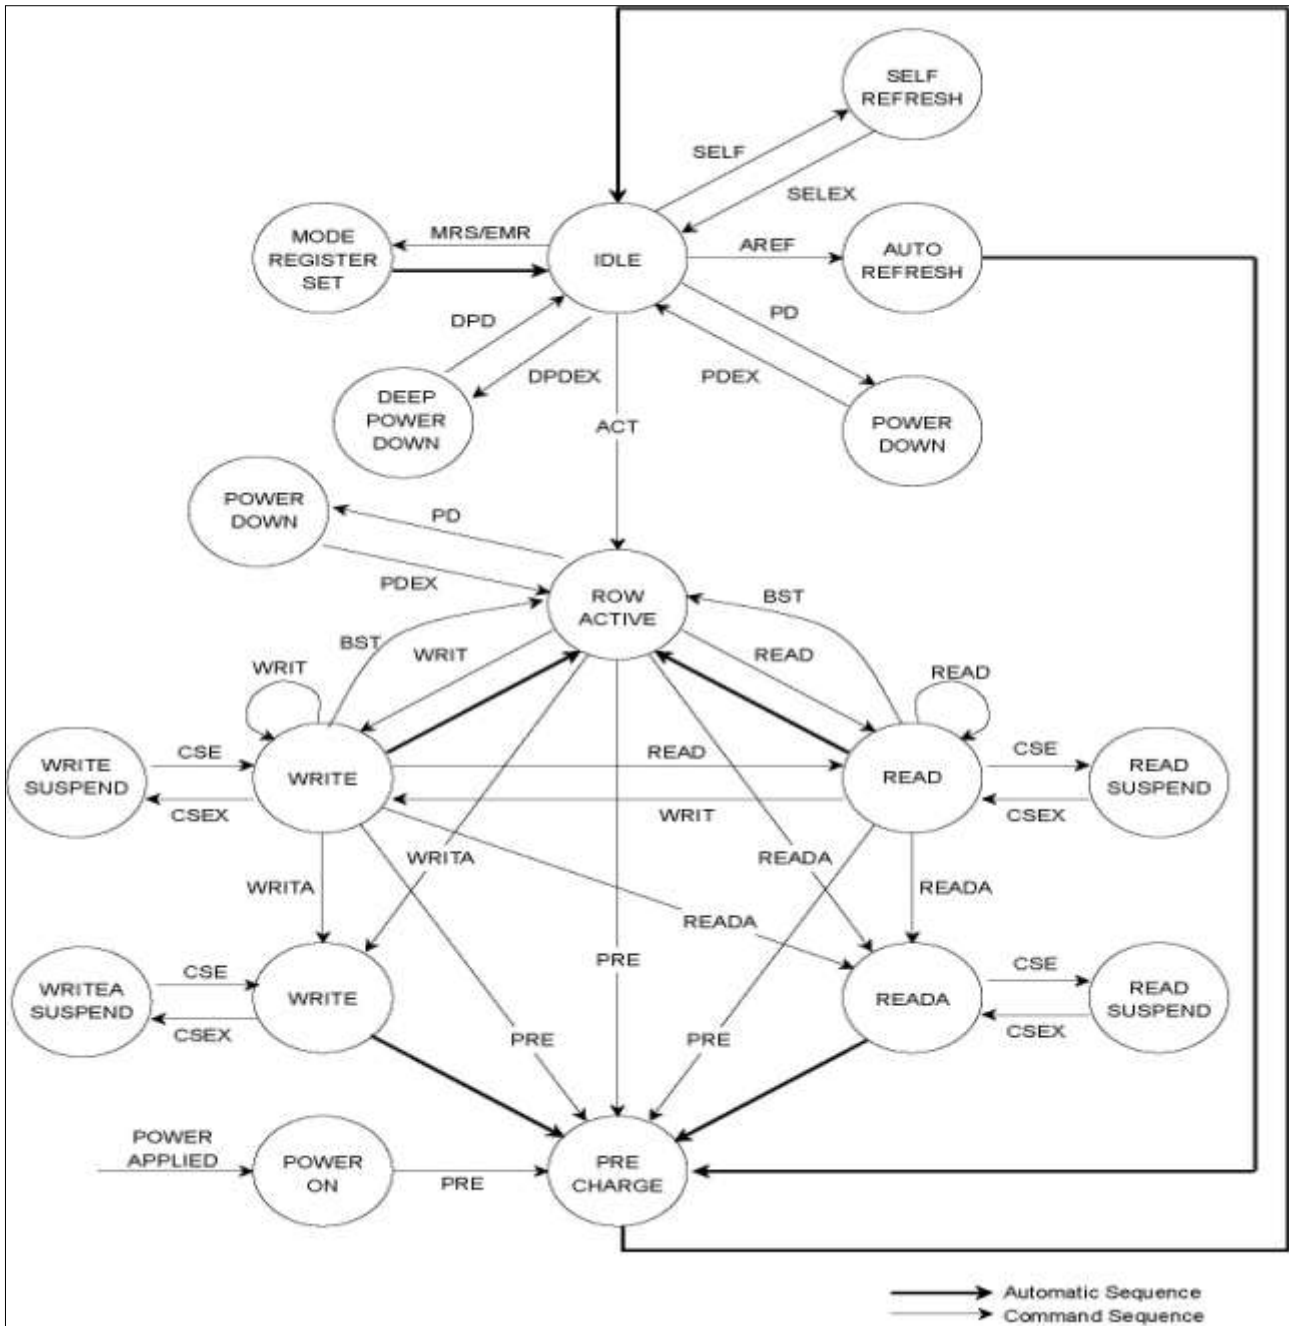 SELF
REFRESH
SELF
SELEX
MODE
REGISTER
SET
MRS/EMR
IDLE
AREF
AUTO
REFRESH
DPD
DPDEX
PD
PDEX
DEEP
POWER
DOWN
ACT
POWER
DOWN
POWER
DOWN
PD
PDEX
ROW
ACTIVE
BST
BST
WRIT
READ
WRIT
READ
WRITE
SUSPEND
CSE
CSEX
WRITE
READ
WRIT
READ
CSE
CSEX
READ
SUSPEND
WRITA
WRITA
READA
READA
READA
WRITEA
SUSPEND
CSE
CSEX
WRITE
PRE
READA
CSE
CSEX
READ
SUSPEND
PRE
PRE
POWER
APPLIED
POWER
ON
PRE
PRE
CHARGE
Automatic Sequence
Command Sequence